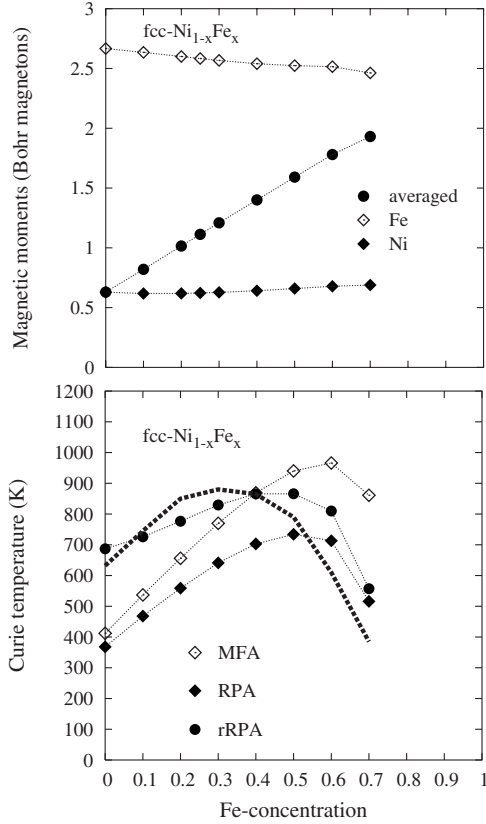 fcc-Ni1-xFex
Magnetic moments (Bohr magnetons)
3
2.5
2
1.5
1
0.5
0
averaged
Fe
Ni
fcc-Ni1-xFex
Curie temperature (K)
1200
1100
1000
900
800
700
600
500
400
300
200
100
0
MFA
RPA
rRPA
0 0.1 0.2 0.3 0.4 0.5 0.6 0.7 0.8 0.9 1
Fe-concentration